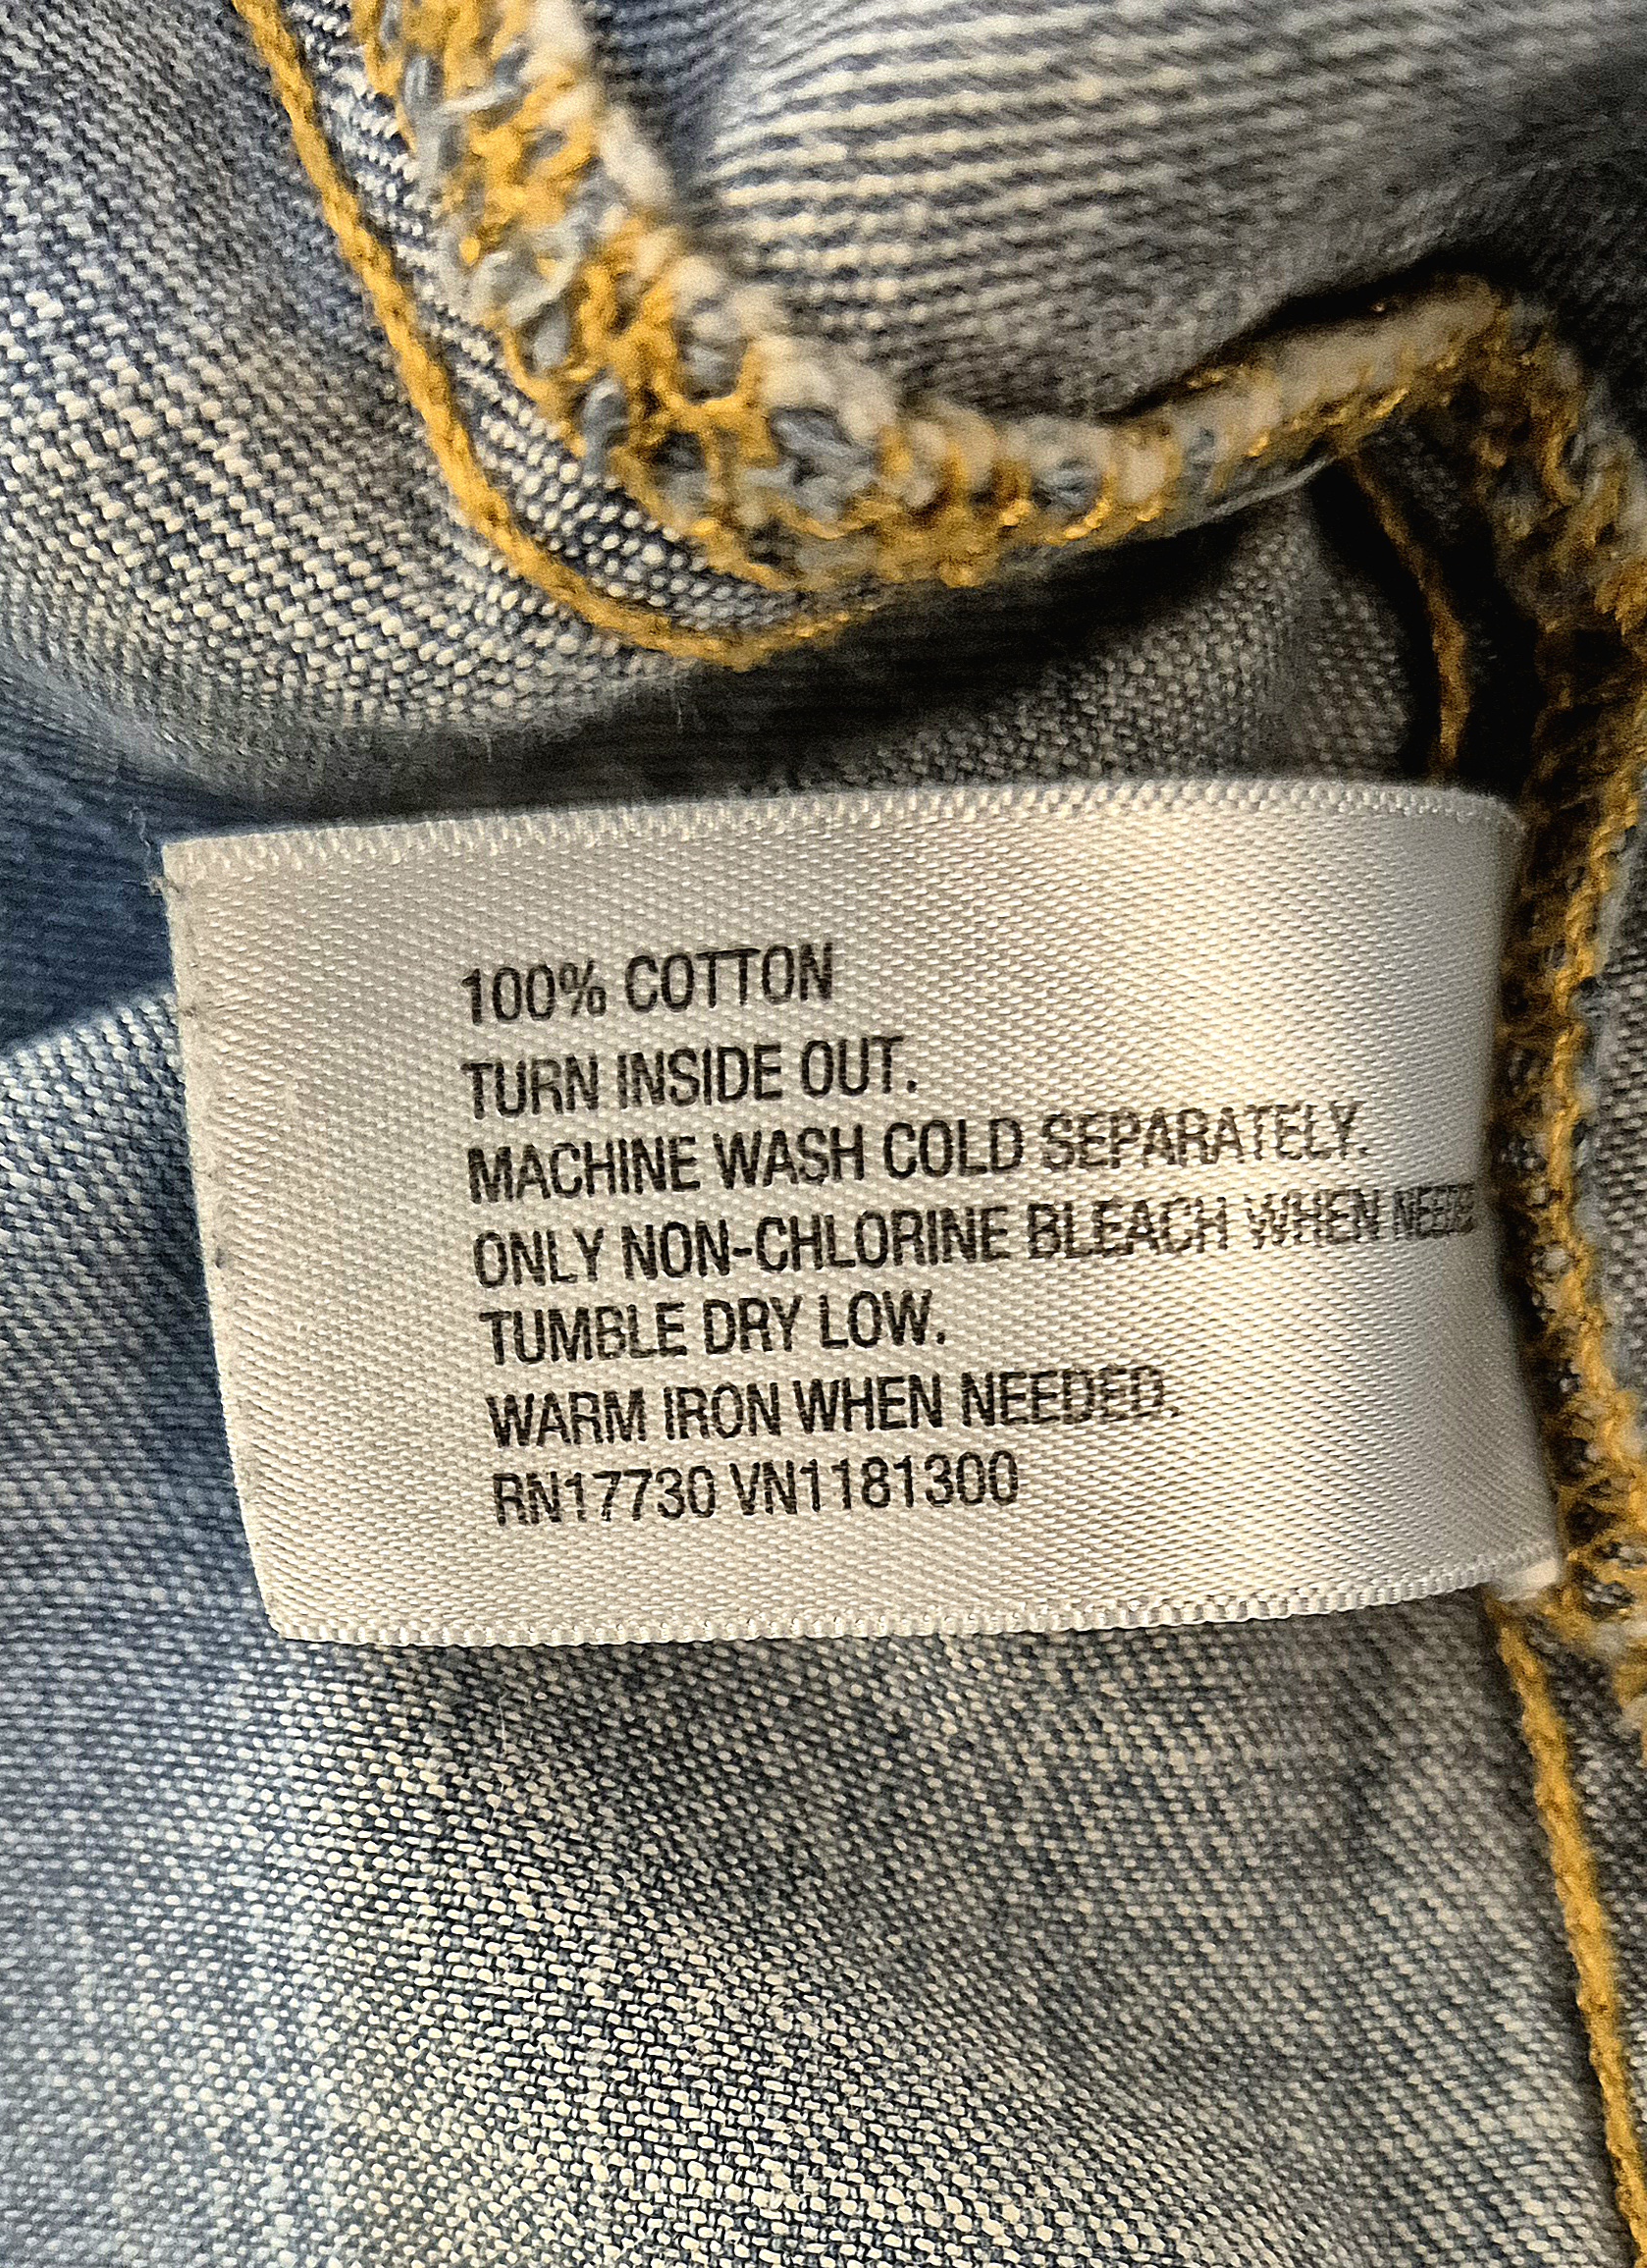 100% COTTON
TURN INSIDE OUT.
MACHINE WASH COLD SEPARATELY.
ONLY NON-CHLORINE BLEACH WHEN
TUMBLE DRY LOW.
WARM IRON WHEN NEEDED.
RN17730 VN1181300